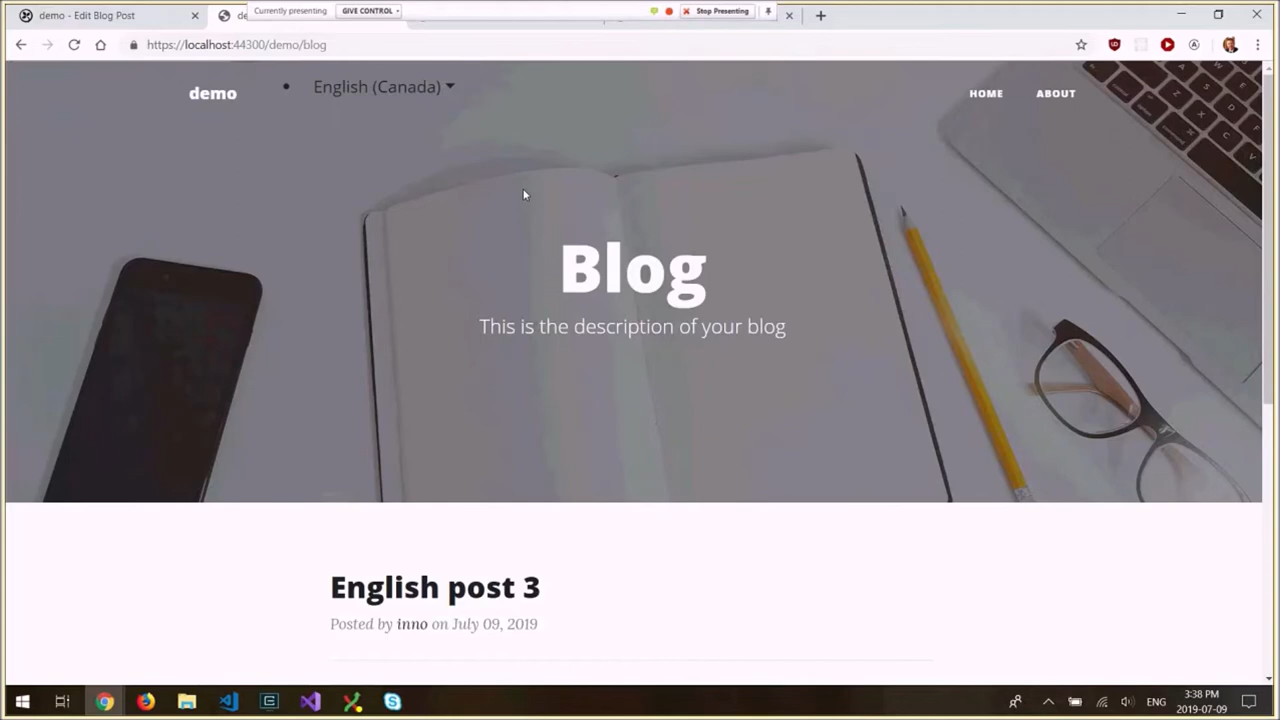 demo - Edit Blog Post
Currently presenting
GIVE CONTROL
Stop Presenting
https://localhost:44300/demo/blog
demo
English (Canada)
HOME
ABOUT
Blog
This is the description of your blog
English post 3
Posted by inno on July 09, 2019
ENG
3:38 PM
2019-07-09